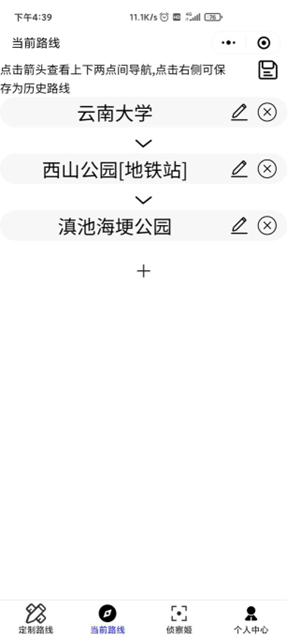 下午4:39
11.1K/s
76
当前路线
点击箭头查看上下两点间导航,点击右侧可保
存为历史路线
云南大学
西山公园[地铁站]
滇池海埂公园
定制路线
当前路线
侦察姬
个人中心